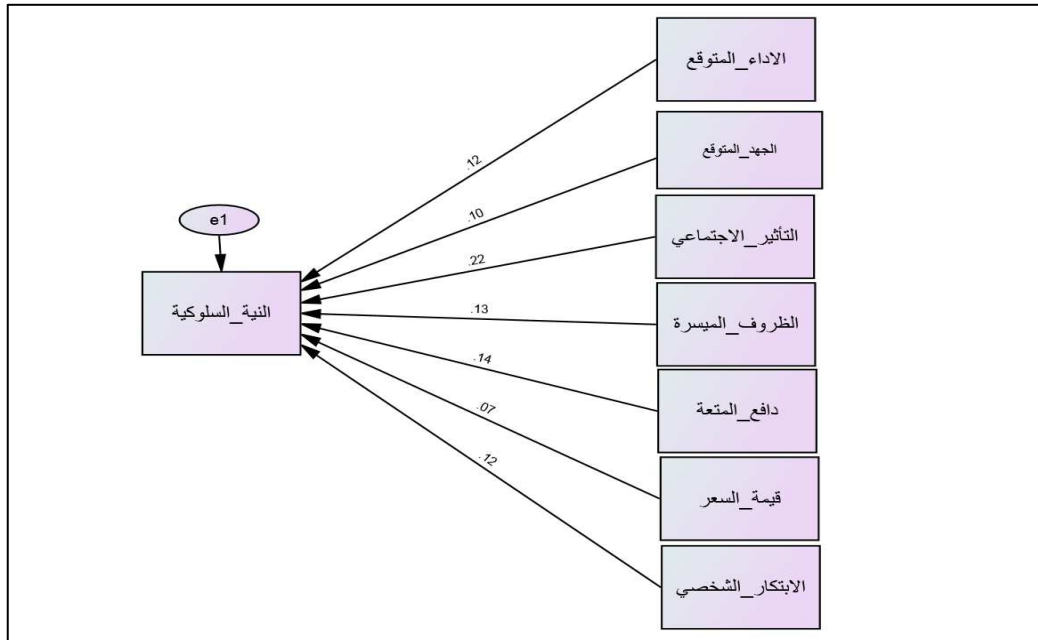 الاداء_المتوقع
.12
الجهد_المتوقع
.10
التأثير_الاجتماعي
.22
e1
النية_السلوكية
الظروف_الميسرة
.13
دافع_المتعة
.14
قيمة_السعر
.07
الابتكار_الشخصي
.12